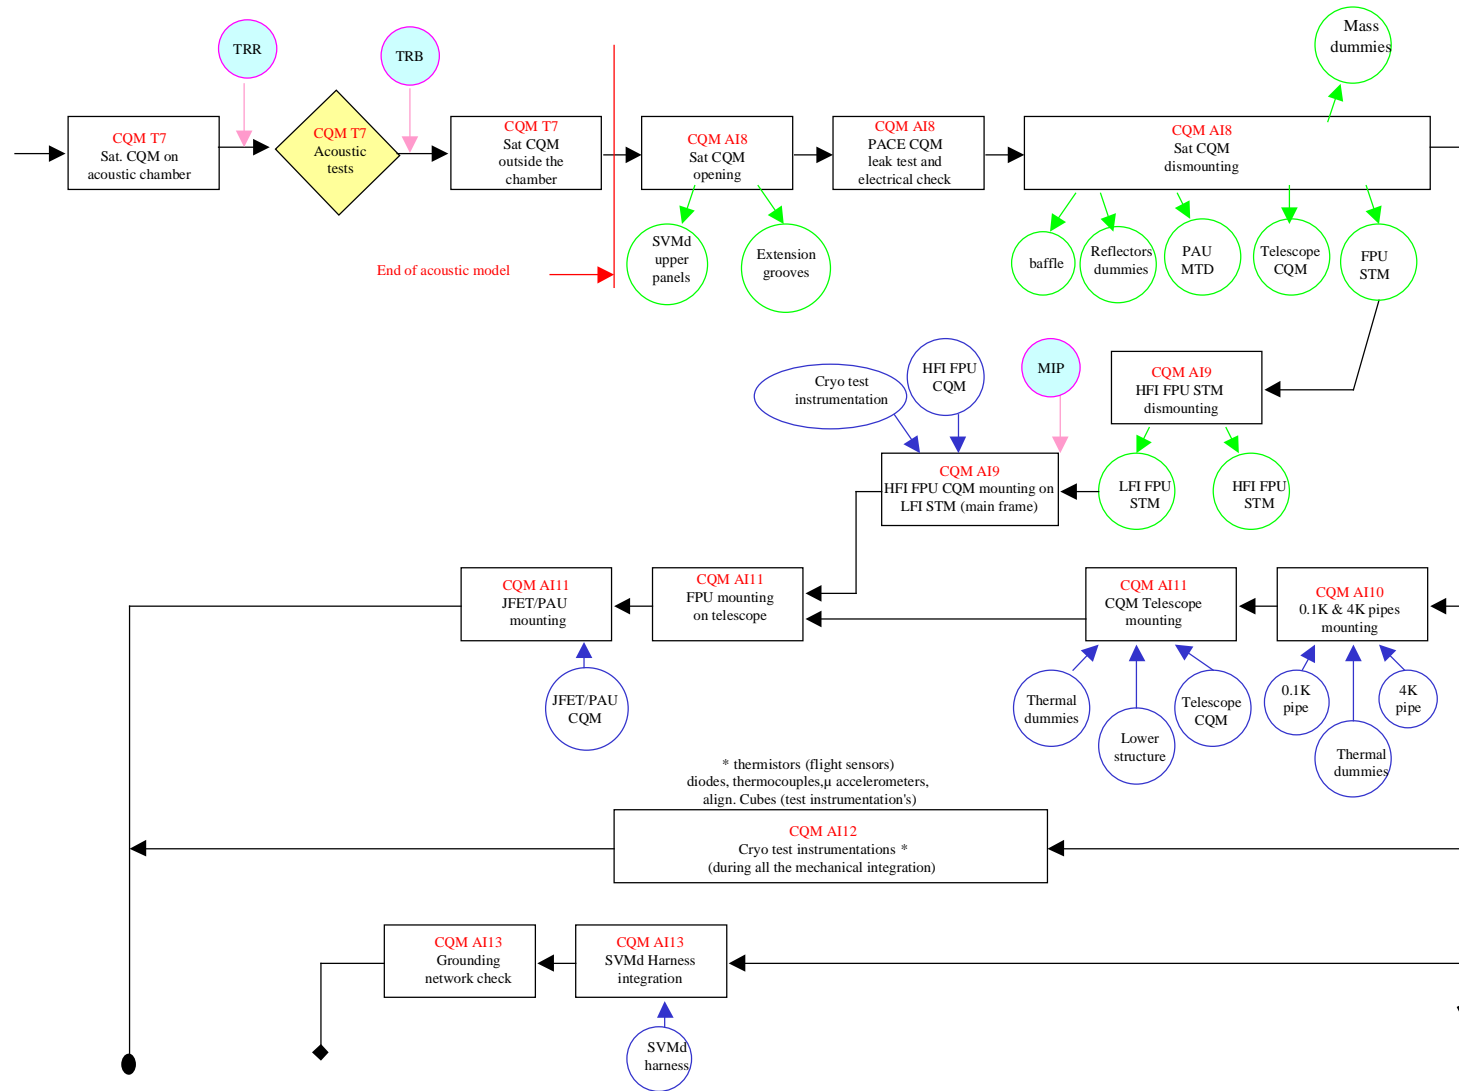 TRR
TRB
Mass
dummies
CQM T7
Sat. CQM on
acoustic chamber
CQM T7
Acoustic
tests
CQM T7
Sat CQM
outside the
chamber
CQM AI8
Sat CQM
opening
CQM AI8
PACE CQM
leak test and
electrical check
CQM AI8
Sat CQM
dismounting
End of acoustic model
SVMd
upper
panels
Extension
grooves
baffle
Reflectors
dummies
PAU
MTD
Telescope
CQM
FPU
STM
Cryo test
instrumentation
HFI FPU
CQM
MIP
CQM AI9
HFI FPU STM
dismounting
CQM AI9
HFI FPU CQM mounting on
LFI STM (main frame)
LFI FPU
STM
HFI FPU
STM
CQM AI11
JFET/PAU
mounting
CQM AI11
FPU mounting
on telescope
CQM AI11
CQM Telescope
mounting
CQM AI10
0.1K & 4K pipes
mounting
JFET/PAU
CQM
Thermal
dummies
Lower
structure
Telescope
CQM
0.1K
pipe
Thermal
dummies
4K
pipe
* thermistors (flight sensors)
diodes, thermocouples,µ accelerometers,
align. Cubes (test instrumentation's)
CQM AI12
Cryo test instrumentations *
(during all the mechanical integration)
CQM AI13
Grounding
network check
CQM AI13
SVMd Harness
integration
SVMd
harness